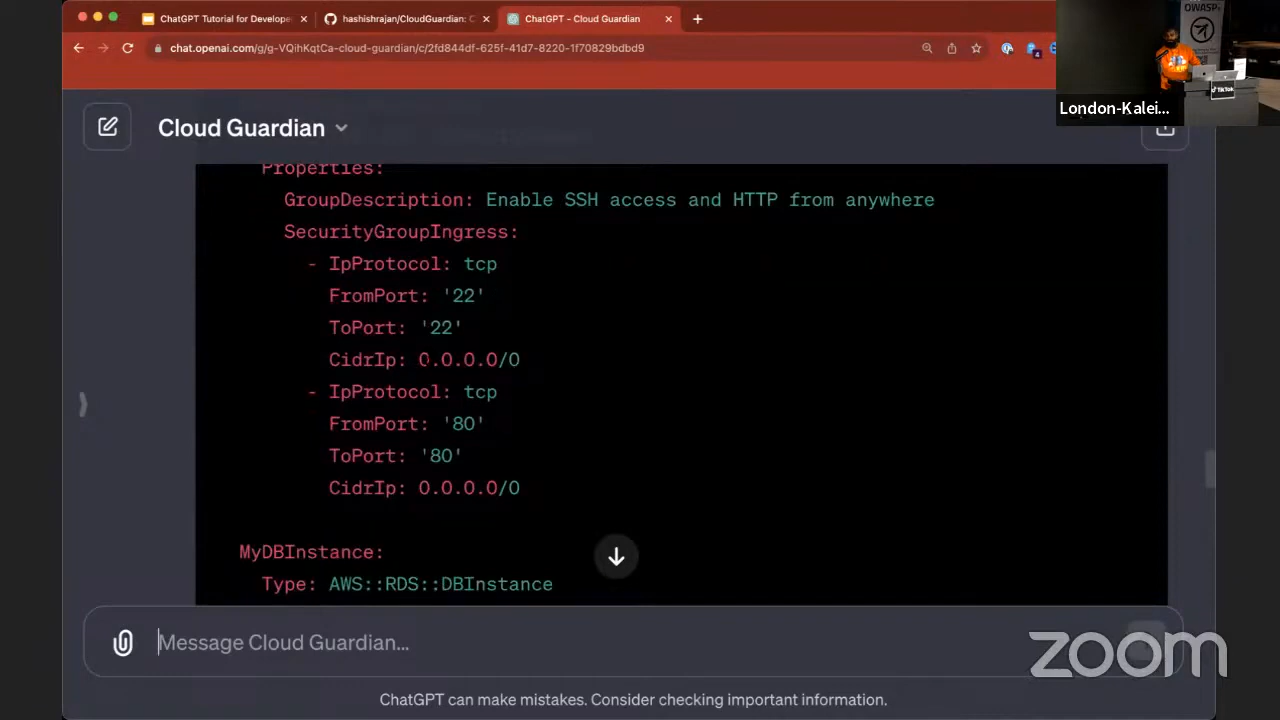 ChatGPT Tutorial for Develope
hashishrajan/CloudGuardian: C
ChatGPT - Cloud Guardian
chat.openai.com/g/g-VQihKqtCa-cloud-guardian/c/2fd844df-625f-41d7-8220-1f70829bdbd9
OWASP
TikTok
London-Kalei...
Cloud Guardian
Properties:
GroupDescription: Enable SSH access and HTTP from anywhere
SecurityGroupIngress:
- IpProtocol: tcp
FromPort: '22'
ToPort: '22'
CidrIp: 0.0.0.0/0
- IpProtocol: tcp
FromPort: '80'
ToPort: '80'
CidrIp: 0.0.0.0/0
MyDBInstance:
Type: AWS::RDS::DBInstance
Message Cloud Guardian...
zoom
ChatGPT can make mistakes. Consider checking important information.